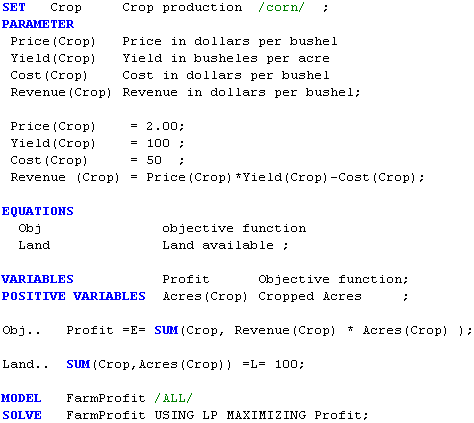 SET   Crop     Crop production  /corn/  ;
PARAMETER
 Price(Crop)   Price in dollars per bushel
 Yield(Crop)   Yield in busheles per acre
 Cost(Crop)    Cost in dollars per bushel
 Revenue(Crop) Revenue in dollars per bushel;
 Price(Crop)    = 2.00;
 Yield(Crop)    = 100 ;
 Cost(Crop)     = 50  ;
 Revenue (Crop) = Price(Crop)*Yield(Crop)-Cost(Crop);
EQUATIONS
  Obj                objective function
  Land               Land available ;
VARIABLES            Profit      Objective function;
POSITIVE VARIABLES  Acres(Crop) Cropped Acres     ;
Obj..   Profit =E= SUM(Crop, Revenue(Crop) * Acres(Crop) );
Land..  SUM(Crop,Acres(Crop)) =L= 100;
MODEL   FarmProfit /ALL/
SOLVE   FarmProfit USING LP MAXIMIZING Profit;